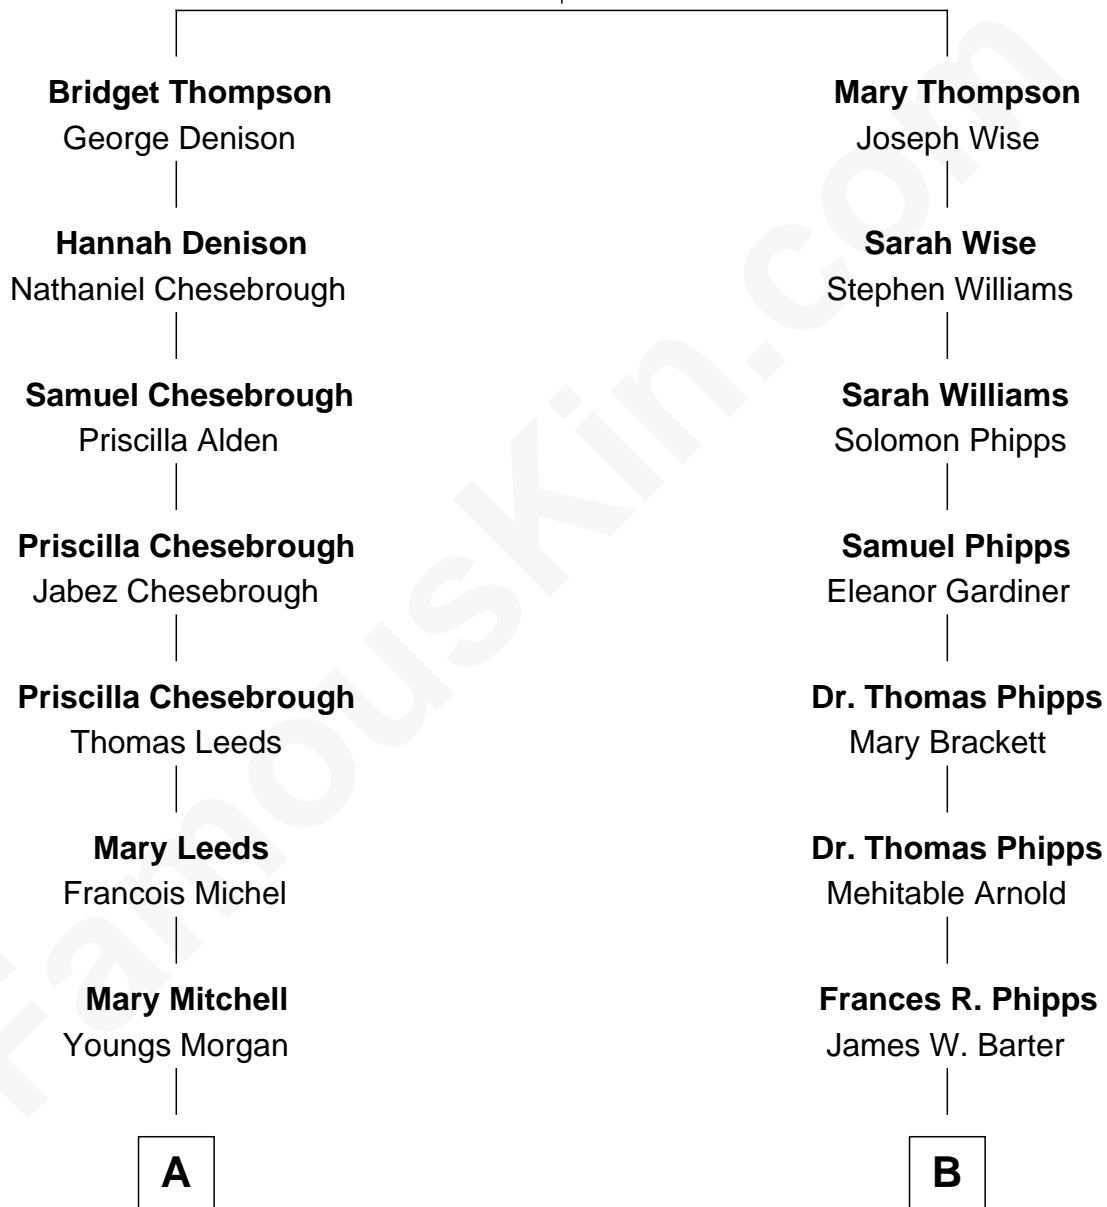 Bridget Thompson
George Denison
Hannah Denison
Nathaniel Chesebrough
Samuel Chesebrough
Priscilla Alden
Priscilla Chesebrough
Jabez Chesebrough
Priscilla Chesebrough
Thomas Leeds
Mary Leeds
Francois Michel
Mary Mitchell
Youngs Morgan
A
Mary Thompson
Joseph Wise
Sarah Wise
Stephen Williams
Sarah Williams
Solomon Phipps
Samuel Phipps
Eleanor Gardiner
Dr. Thomas Phipps
Mary Brackett
Dr. Thomas Phipps
Mehitable Arnold
Frances R. Phipps
James W. Barter
B
FamousKin.com